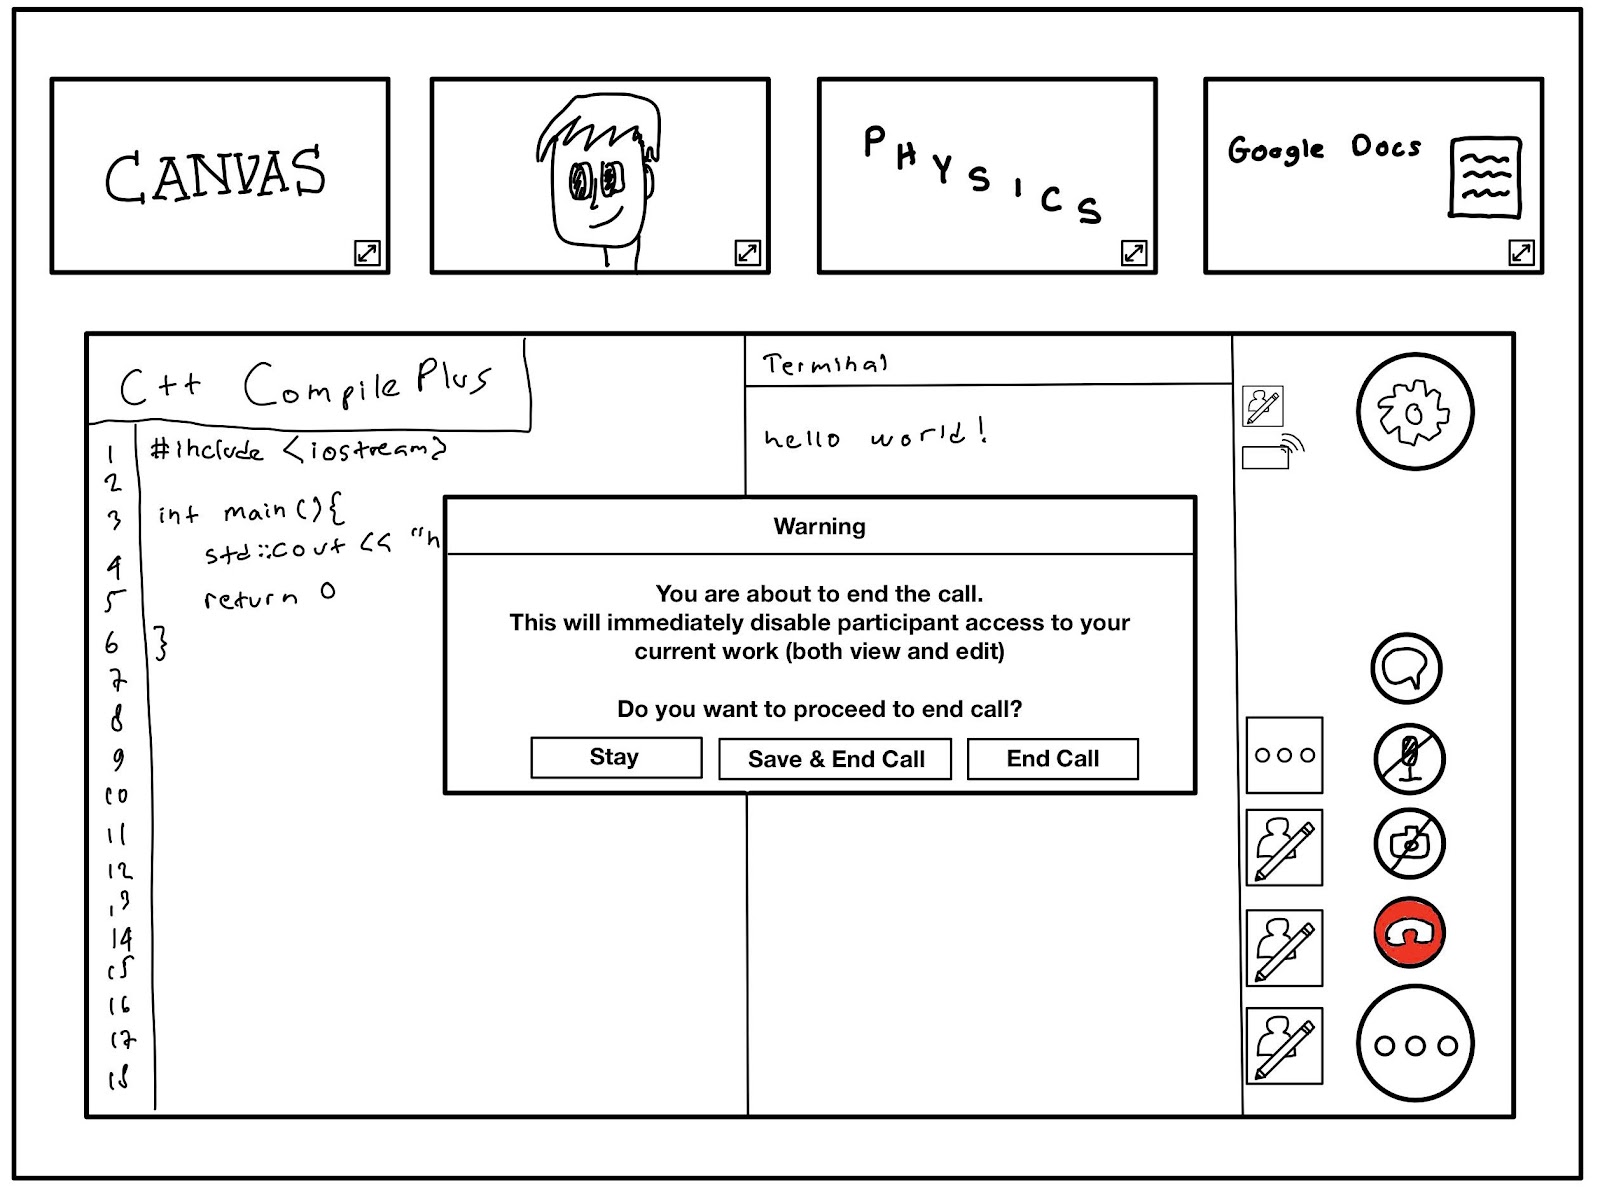 CANVAS
PHYSICS
Google Docs
C++ Compile Plus
1 #include <iostream>
2
3 int main(){
4 std::cout << "h
5 return 0
6 }
7
8
9
10
11
12
13
14
15
16
17
18
Terminal
hello world!
Warning
You are about to end the call.
This will immediately disable participant access to your
current work (both view and edit)
Do you want to proceed to end call?
Stay
Save & End Call
End Call